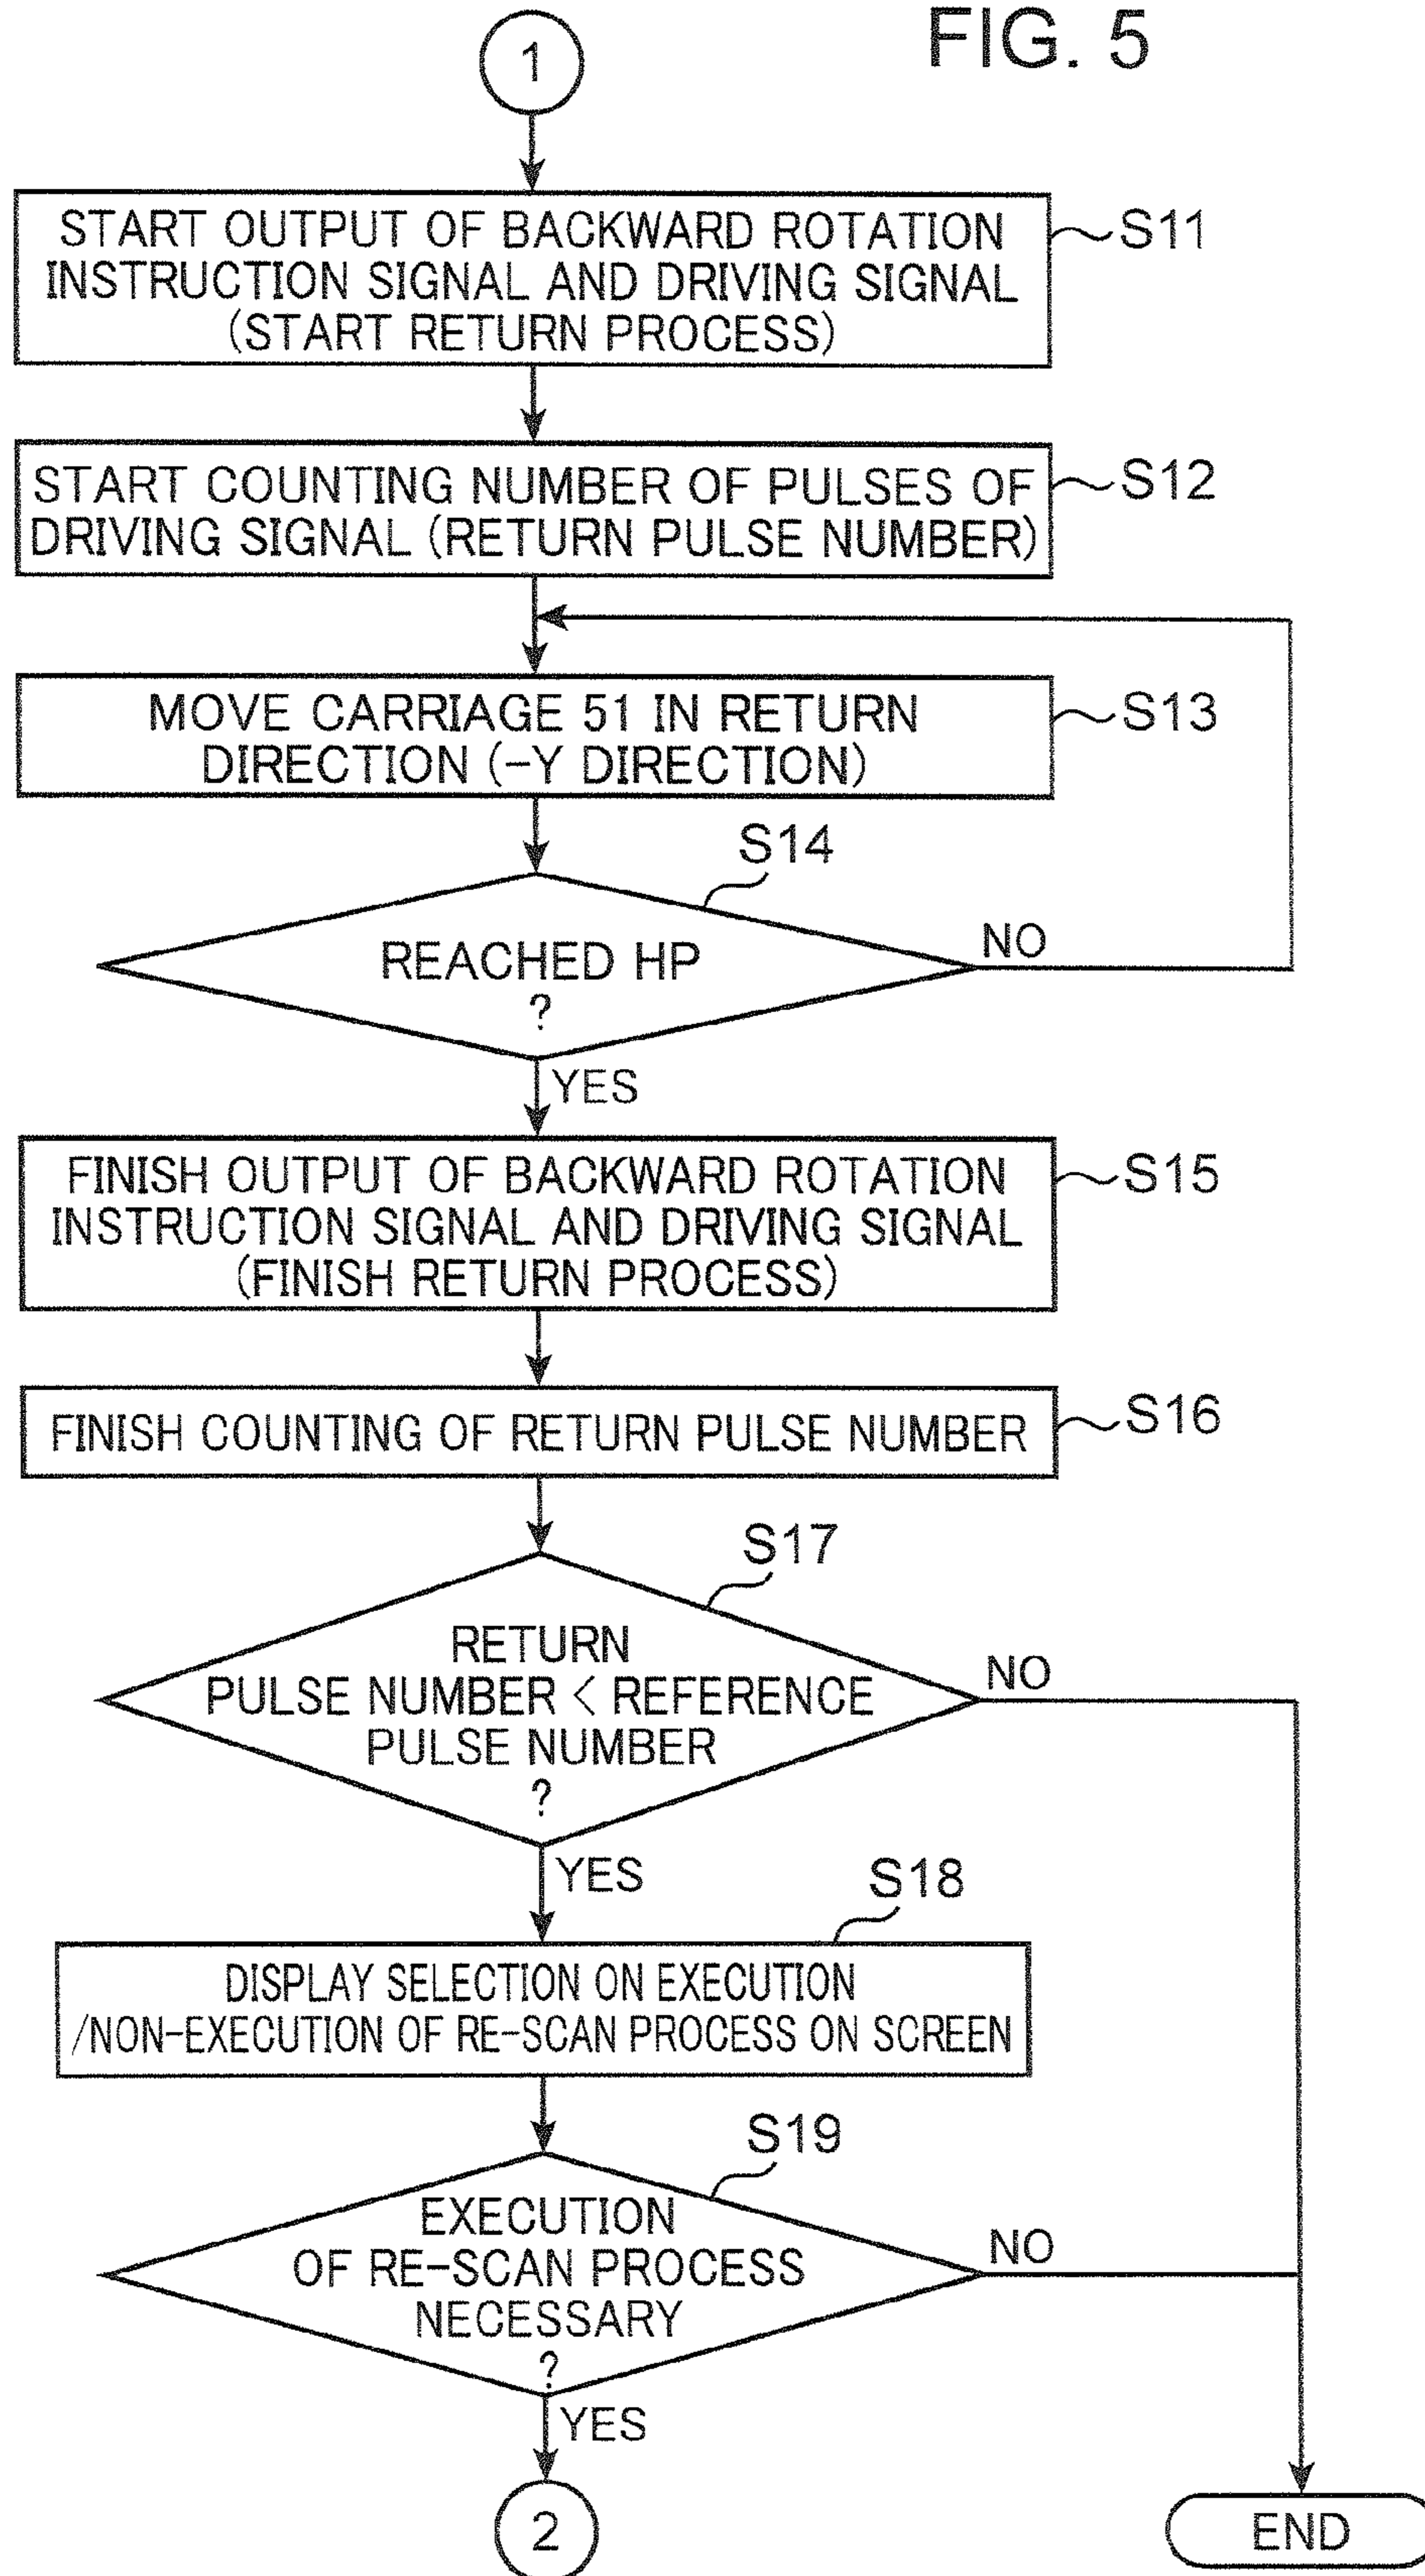 FIG. 5
1
START OUTPUT OF BACKWARD ROTATION
INSTRUCTION SIGNAL AND DRIVING SIGNAL
(START RETURN PROCESS)
S11
START COUNTING NUMBER OF PULSES OF
DRIVING SIGNAL (RETURN PULSE NUMBER)
S12
MOVE CARRIAGE 51 IN RETURN
DIRECTION (-Y DIRECTION)
S13
S14
REACHED HP
?
NO
YES
FINISH OUTPUT OF BACKWARD ROTATION
INSTRUCTION SIGNAL AND DRIVING SIGNAL
(FINISH RETURN PROCESS)
S15
FINISH COUNTING OF RETURN PULSE NUMBER
S16
S17
RETURN
PULSE NUMBER < REFERENCE
PULSE NUMBER
?
NO
YES
S18
DISPLAY SELECTION ON EXECUTION
/NON-EXECUTION OF RE-SCAN PROCESS ON SCREEN
S19
EXECUTION
OF RE-SCAN PROCESS
NECESSARY
?
NO
YES
2
END